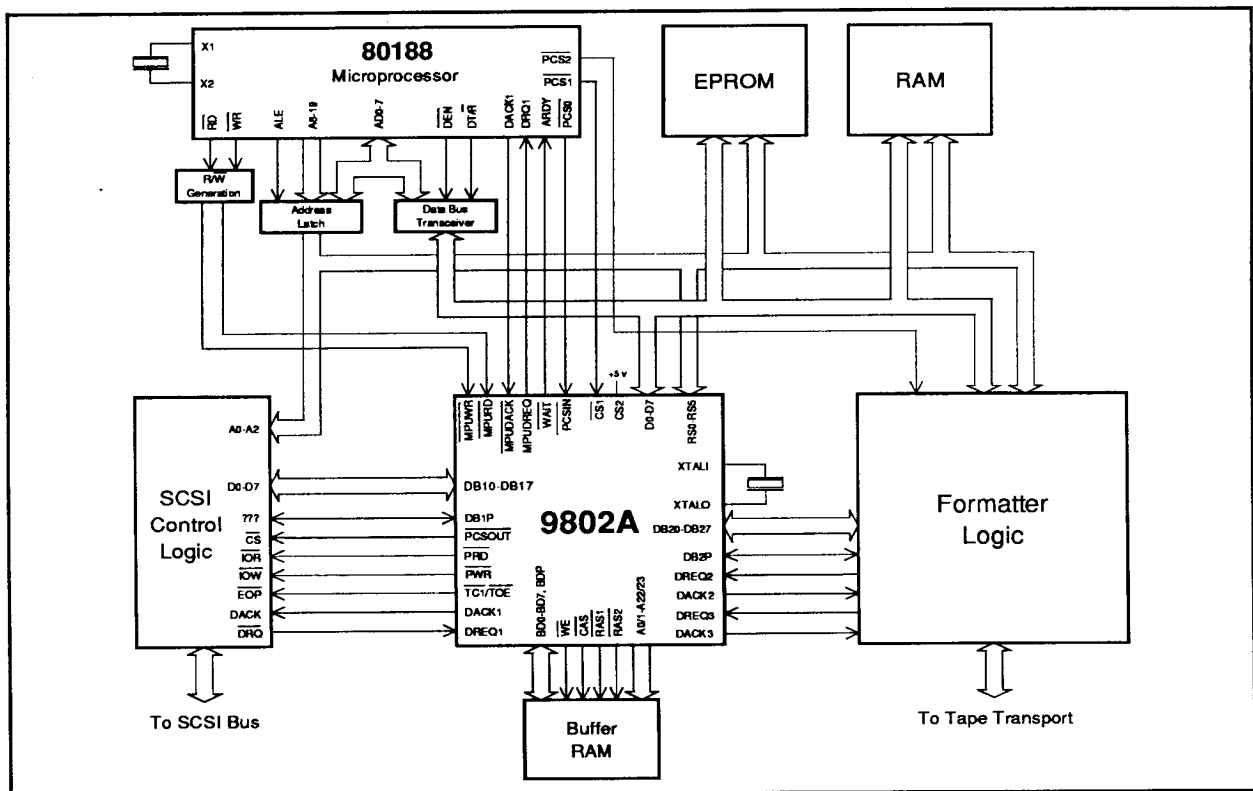 80188
Microprocessor
X1
X2
PCS2
PCS1
RD
WR
ALE
A8-19
AD0-7
DEN
DT/R
DACK1
DRQ1
ARDY
PCS0
EPROM
RAM
R/W
Generation
Address
Latch
Data Bus
Transceiver
+5 v
MPUWR
MPURD
MPUDACK
MPUDREQ
WAIT
PCSIN
CS1
CS2
D0-D7
RS0-RS5
SCSI
Control
Logic
A0-A2
D0-D7
???
CS
IOR
IOW
EOP
DACK
DRQ
To SCSI Bus
9802A
DB10-DB17
DB1P
PCSOUT
PRD
PWR
TC1/TOE
DACK1
DREQ1
BD0-BD7, BDP
WE
CAS
RAS1
RAS2
A0/1-A22/23
XTALI
XTALO
DB20-DB27
DB2P
DREQ2
DACK2
DREQ3
DACK3
Formatter
Logic
To Tape Transport
Buffer
RAM